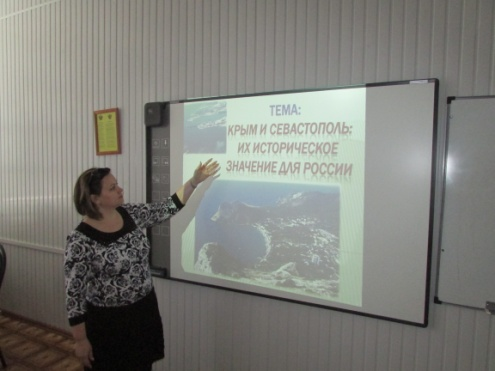 ТЕМА:
КРЫМ И СЕВАСТОПОЛЬ:
ИХ ИСТОРИЧЕСКОЕ
ЗНАЧЕНИЕ ДЛЯ РОССИИ